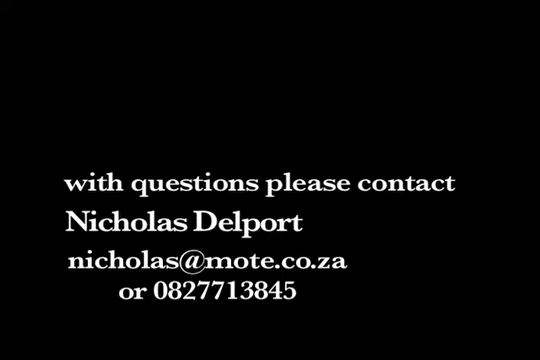 with questions please contact
Nicholas Delport
nicholas@mote.co.za
or 0827713845